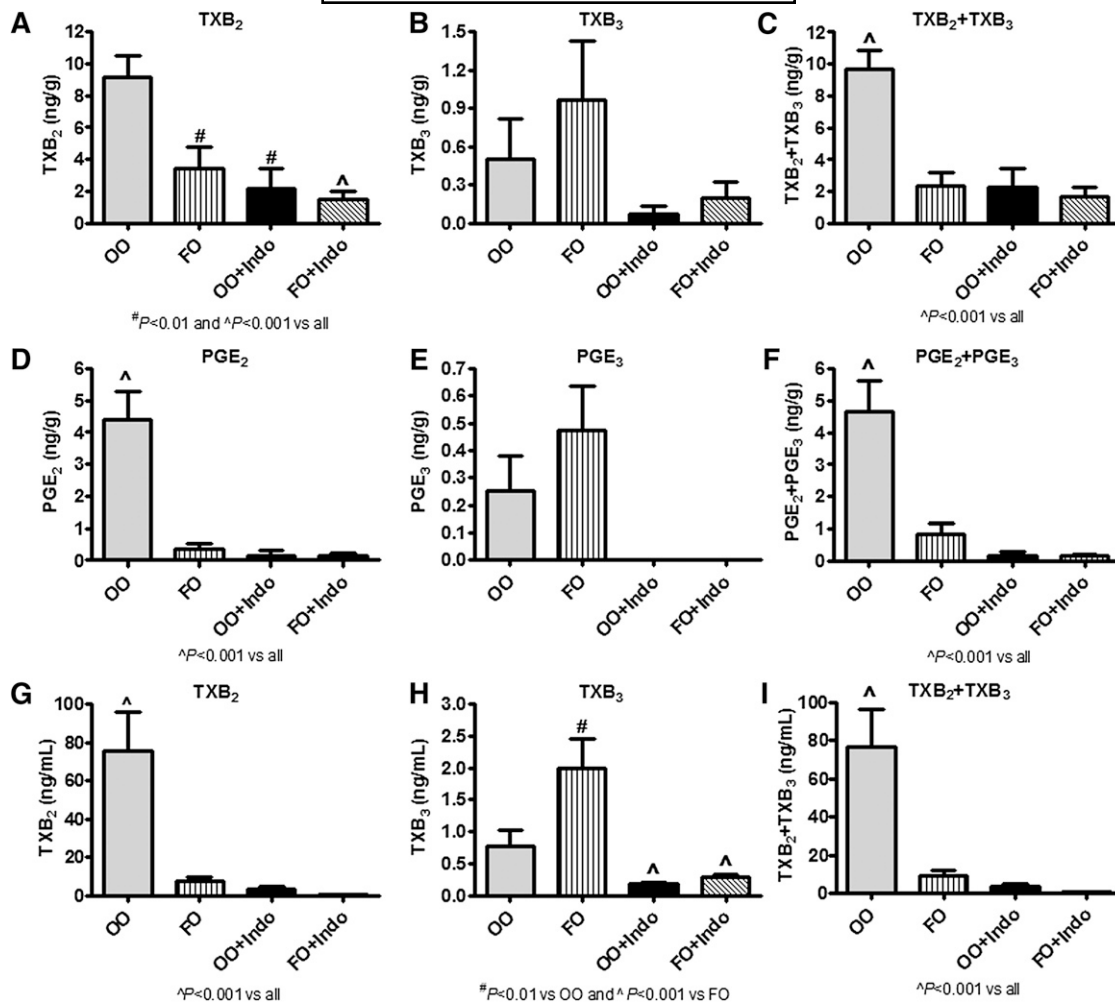 A TXB₂
TXB₂ (ng/g)
12
10
8
6
4
2
0
#
#
^
OO FO OO+Indo FO+Indo
#P<0.01 and ^P<0.001 vs all
B TXB₃
TXB₃ (ng/g)
1.5
1.2
0.9
0.6
0.3
0.0
OO FO OO+Indo FO+Indo
C TXB₂+TXB₃
TXB₂+TXB₃ (ng/g)
12
10
8
6
4
2
0
^
OO FO OO+Indo FO+Indo
^P<0.001 vs all
D PGE₂
PGE₂ (ng/g)
6
5
4
3
2
1
0
^
OO FO OO+Indo FO+Indo
^P<0.001 vs all
E PGE₃
PGE₃ (ng/g)
0.7
0.6
0.5
0.4
0.3
0.2
0.1
0.0
OO FO OO+Indo FO+Indo
F PGE₂+PGE₃
PGE₂+PGE₃ (ng/g)
6
5
4
3
2
1
0
^
OO FO OO+Indo FO+Indo
^P<0.001 vs all
G TXB₂
TXB₂ (ng/mL)
100
80
60
40
20
0
^
OO FO OO+Indo FO+Indo
^P<0.001 vs all
H TXB₃
TXB₃ (ng/mL)
3.0
2.5
2.0
1.5
1.0
0.5
0.0
#
^
^
OO FO OO+Indo FO+Indo
#P<0.01 vs OO and ^ P<0.001 vs FO
I TXB₂+TXB₃
TXB₂+TXB₃ (ng/mL)
100
80
60
40
20
0
^
OO FO OO+Indo FO+Indo
^P<0.001 vs all